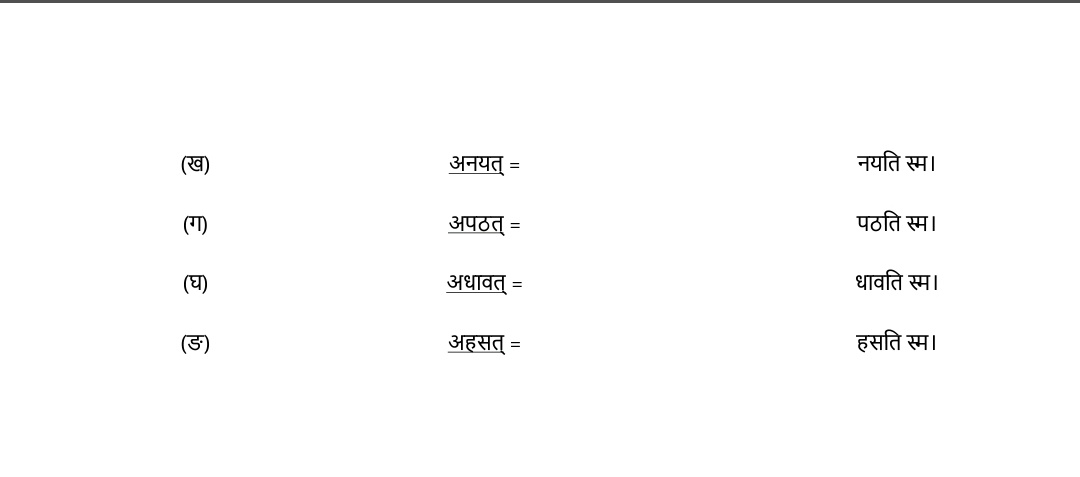 (ख) अनयत् = नयति स्म।
(ग) अपठत् = पठति स्म।
(घ) अधावत् = धावति स्म।
(ङ) अहसत् = हसति स्म।